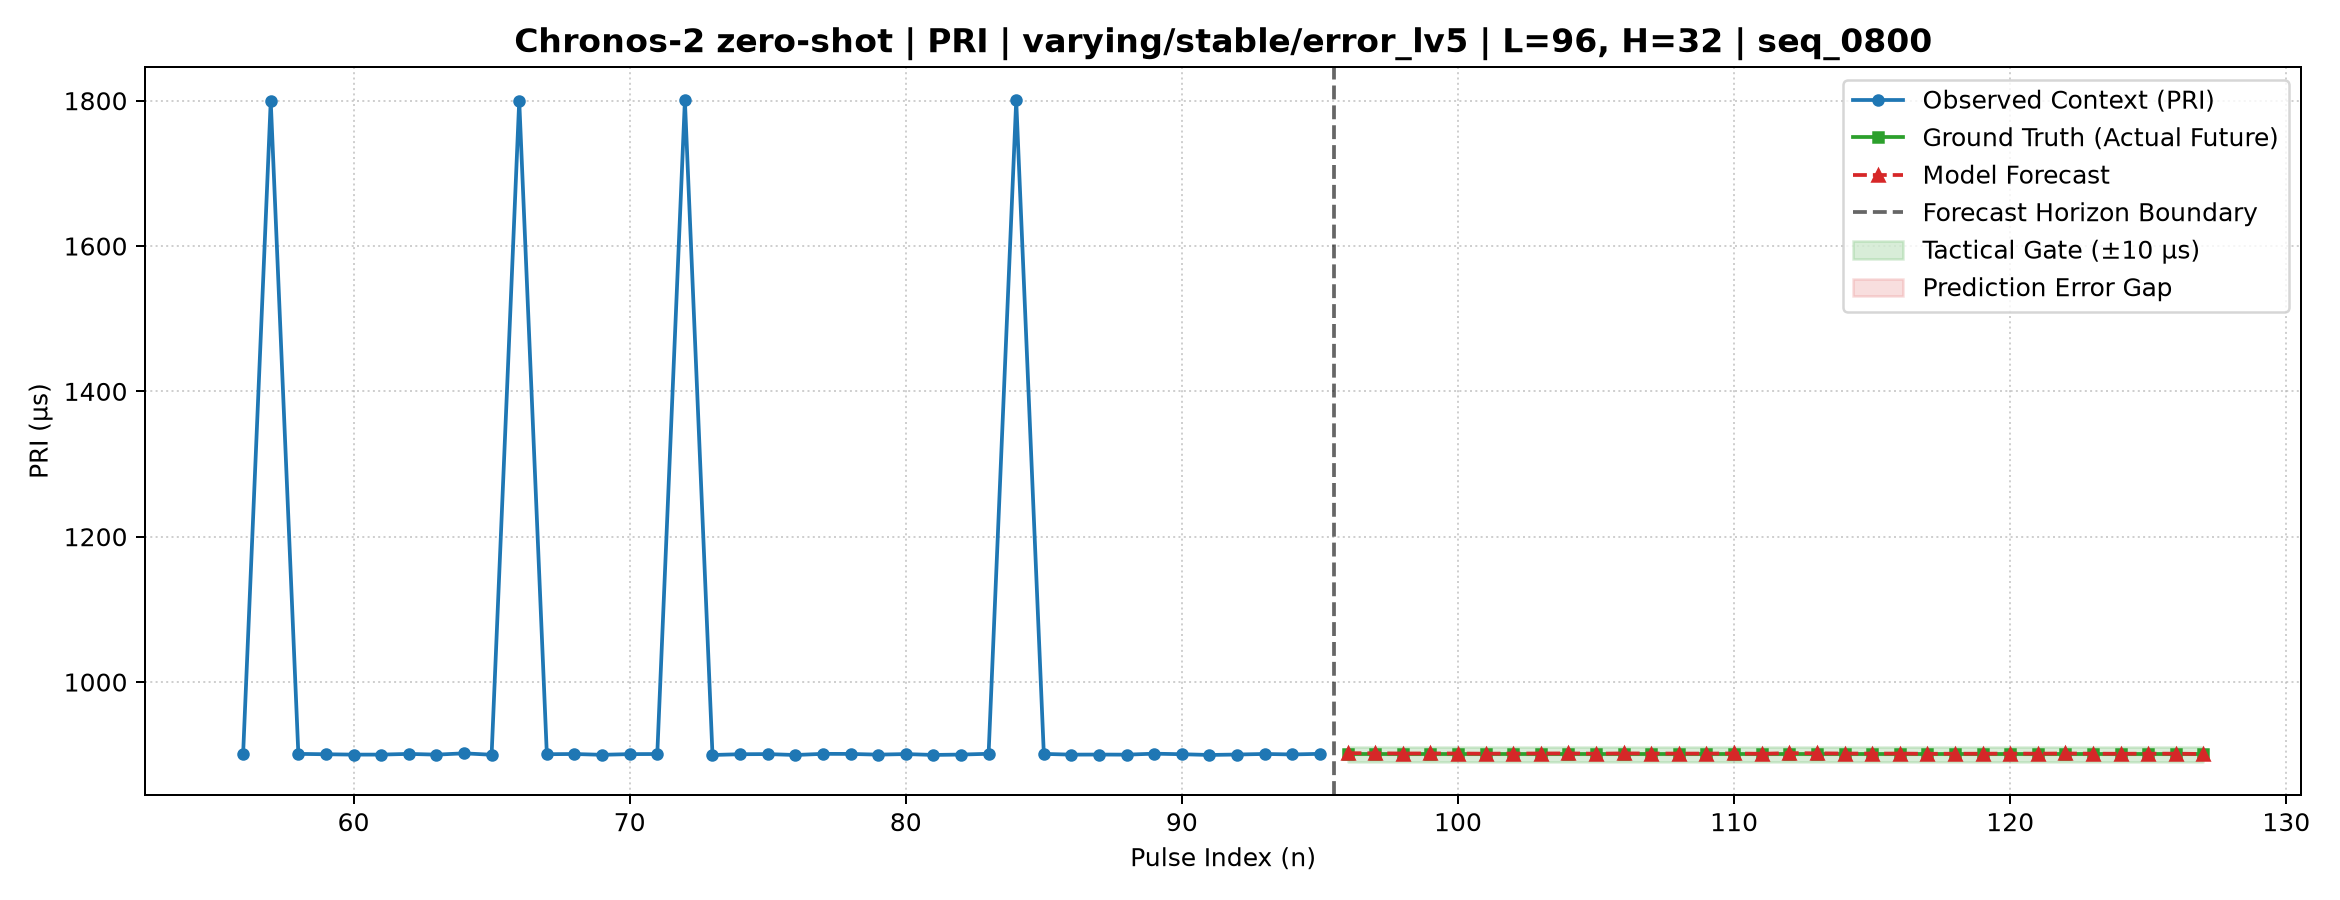 Chronos-2 zero-shot | PRI | varying/stable/error_lv5 | L=96, H=32 | seq_0800
Observed Context (PRI)
Ground Truth (Actual Future)
Model Forecast
Forecast Horizon Boundary
Tactical Gate (±10 µs)
Prediction Error Gap
PRI (µs)
1800
1600
1400
1200
1000
60 70 80 90 100 110 120 130
Pulse Index (n)